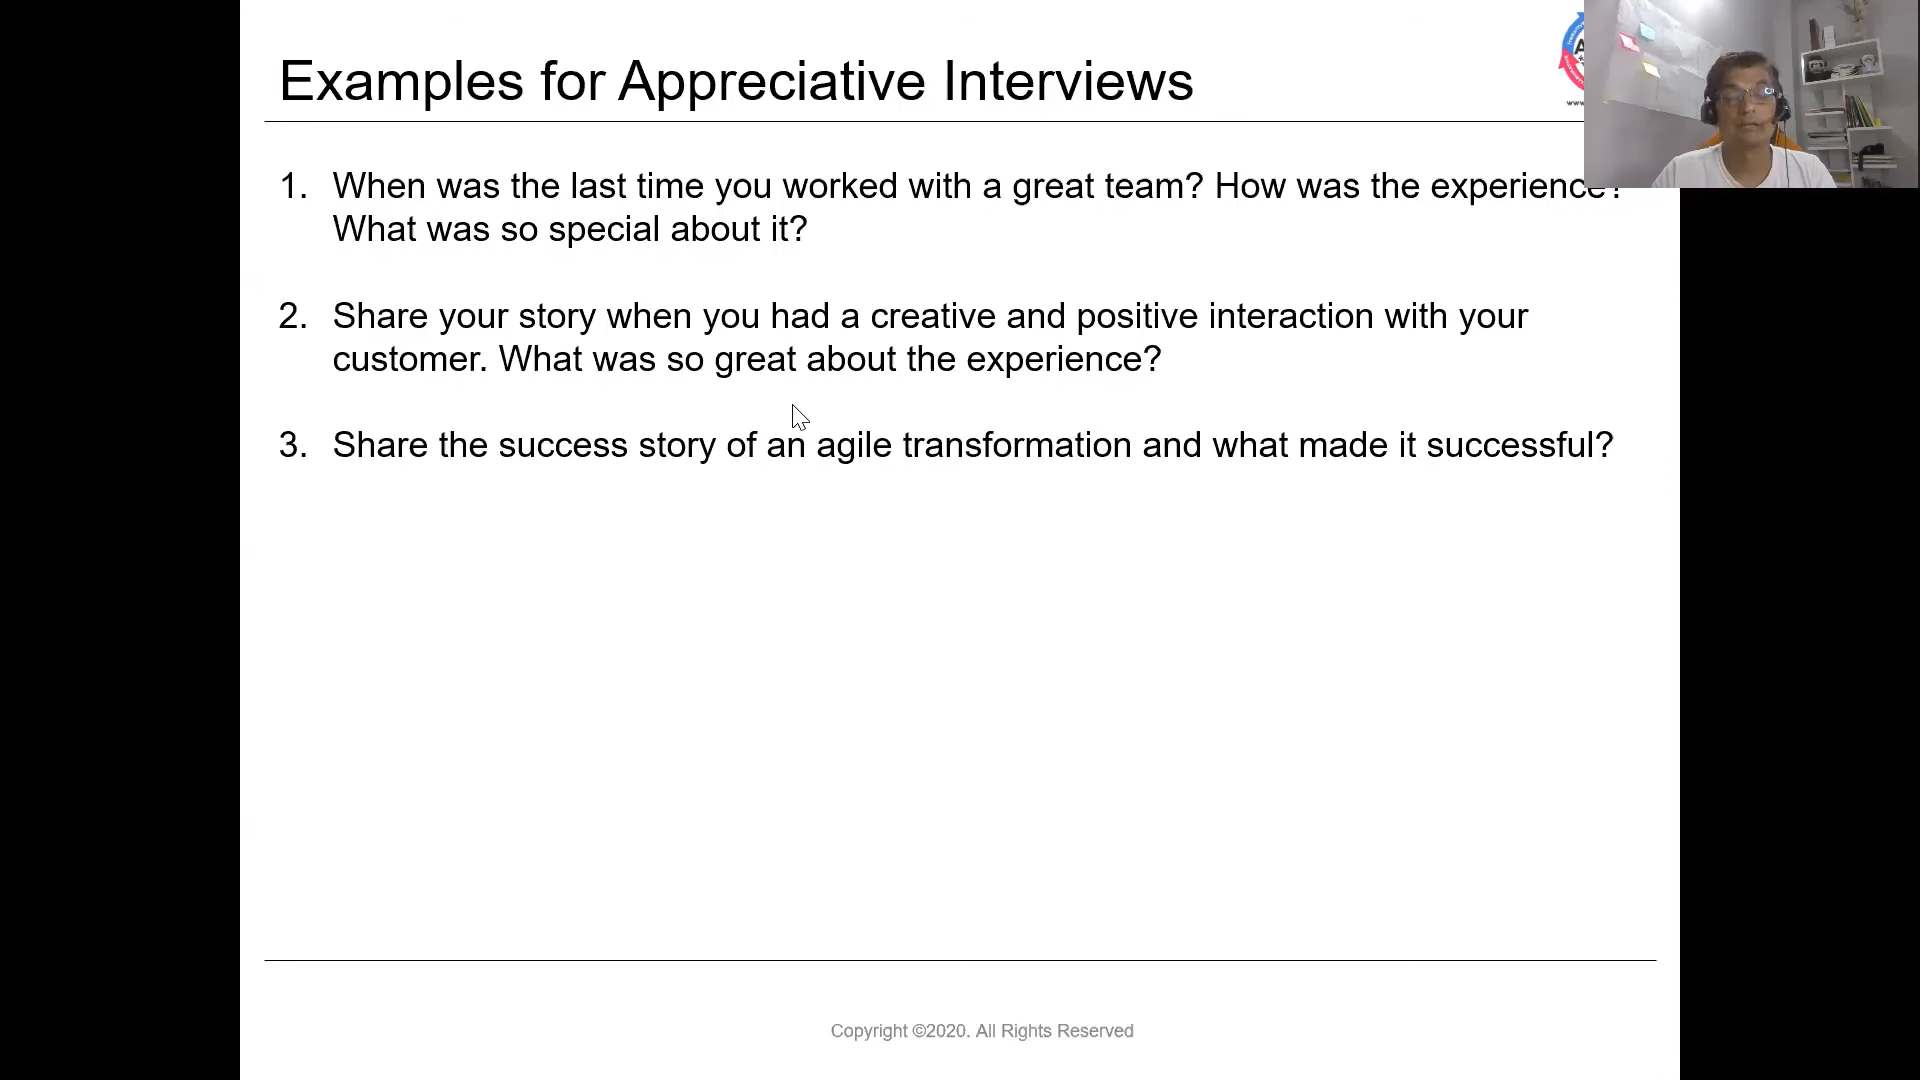 Examples for Appreciative Interviews
1. When was the last time you worked with a great team? How was the experience?
What was so special about it?
2. Share your story when you had a creative and positive interaction with your
customer. What was so great about the experience?
3. Share the success story of an agile transformation and what made it successful?
Copyright ©2020. All Rights Reserved